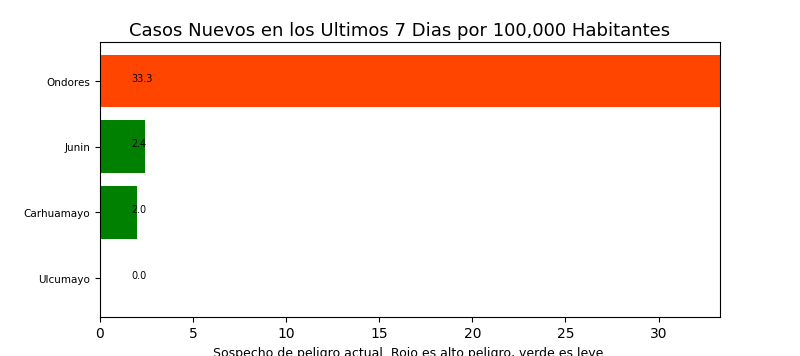 Casos Nuevos en los Ultimos 7 Dias por 100,000 Habitantes
Ondores 33.3
Junin 2.4
Carhuamayo 2.0
Ulcumayo 0.0
0 5 10 15 20 25 30
Sospecho de peligro actual. Rojo es alto peligro, verde es leve